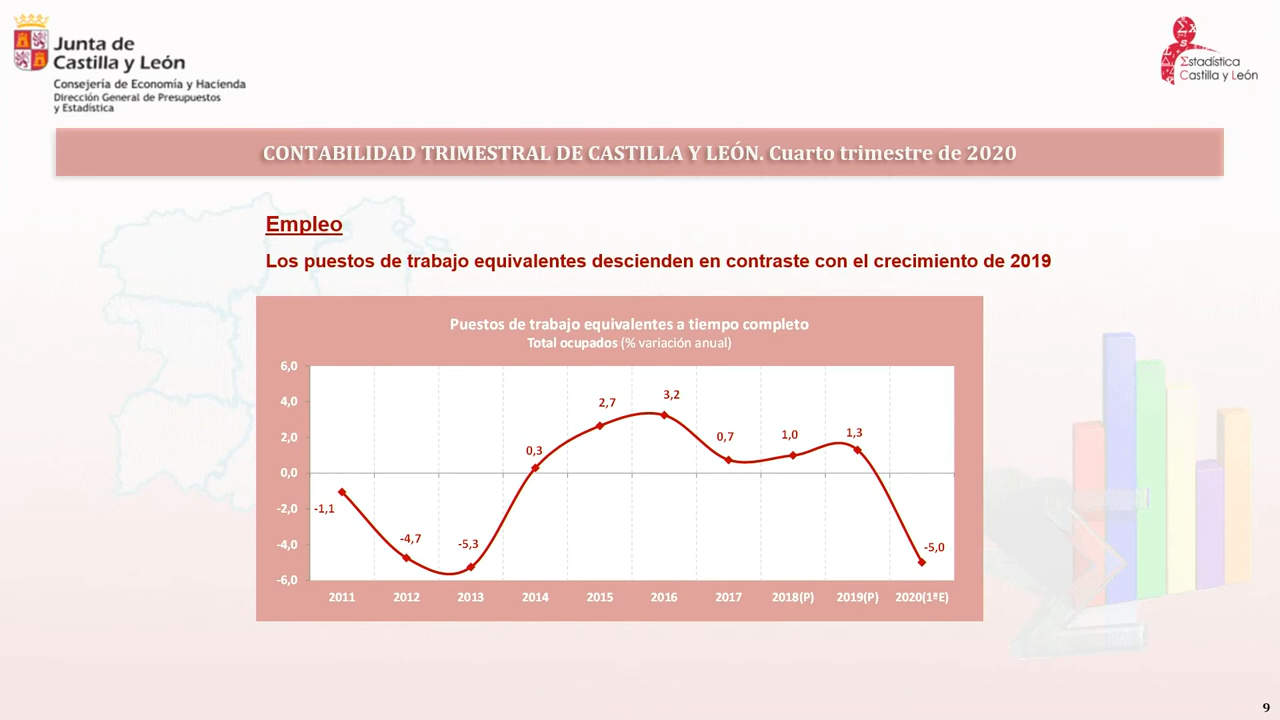 Junta de
Castilla y León
Consejería de Economía y Hacienda
Dirección General de Presupuestos
y Estadística
Estadística
Castilla y León
CONTABILIDAD TRIMESTRAL DE CASTILLA Y LEÓN. Cuarto trimestre de 2020
Empleo
Los puestos de trabajo equivalentes descienden en contraste con el crecimiento de 2019
Puestos de trabajo equivalentes a tiempo completo
Total ocupados (% variación anual)
6,0
4,0
2,0
0,0
-2,0
-4,0
-6,0
-1,1
-4,7
-5,3
0,3
2,7
3,2
0,7
1,0
1,3
-5,0
2011 2012 2013 2014 2015 2016 2017 2018(P) 2019(P) 2020(1ªE)
9